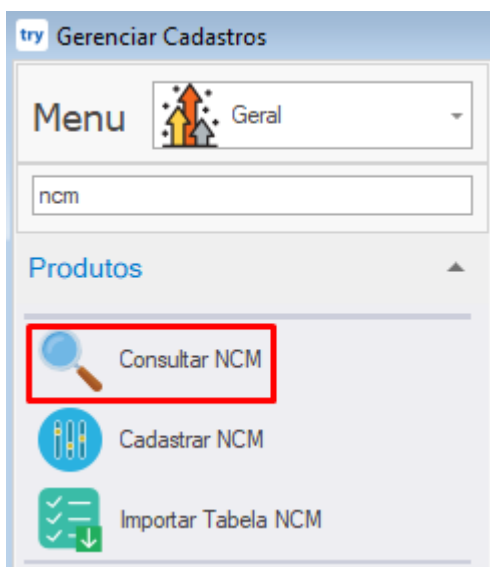 try Gerenciar Cadastros
Menu Geral
ncm
Produtos
Consultar NCM
Cadastrar NCM
Importar Tabela NCM